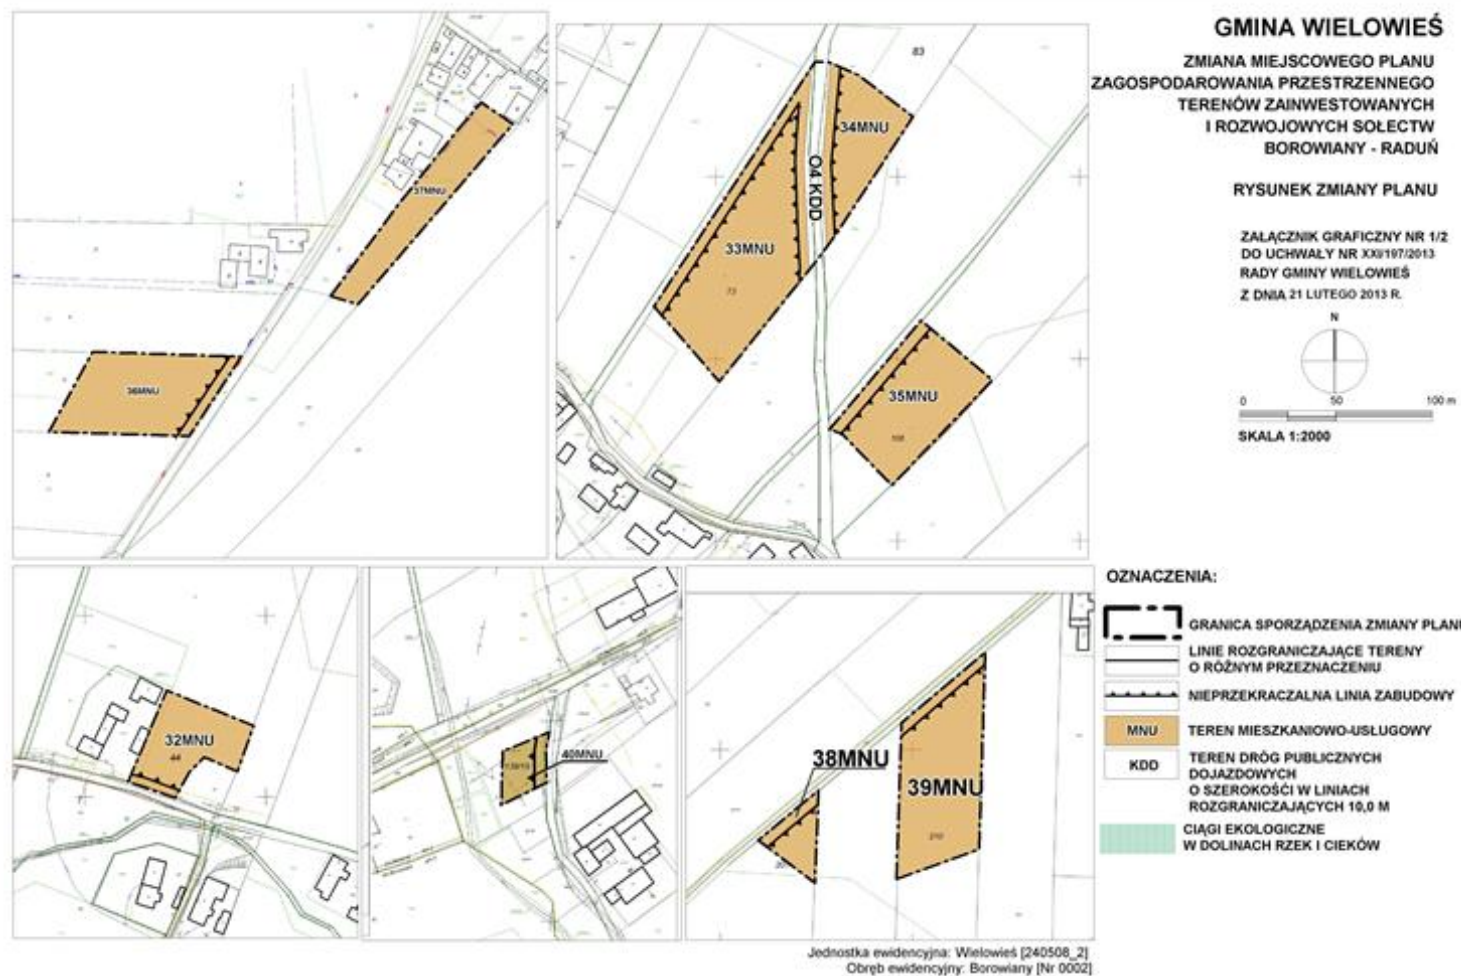 GMINA WIELOWIEŚ
ZMIANA MIEJSCOWEGO PLANU
ZAGOSPODAROWANIA PRZESTRZENNEGO
TERENÓW ZAINWESTOWANYCH
I ROZWOJOWYCH SOŁECTW
BOROWIANY - RADUŃ
RYSUNEK ZMIANY PLANU
ZAŁĄCZNIK GRAFICZNY NR 1/2
DO UCHWAŁY NR XXI/197/2013
RADY GMINY WIELOWIEŚ
Z DNIA 21 LUTEGO 2013 R.
N
0 50 100 m
SKALA 1:2000
37MNU
36MNU
83
34MNU
O4 KDD
33MNU
73
35MNU
32MNU
44
40MNU
38MNU
39MNU
OZNACZENIA:
GRANICA SPORZĄDZENIA ZMIANY PLANU
LINIE ROZGRANICZAJĄCE TERENY
O RÓŻNYM PRZEZNACZENIU
NIEPRZEKRACZALNA LINIA ZABUDOWY
MNU TEREN MIESZKANIOWO-USŁUGOWY
KDD TEREN DRÓG PUBLICZNYCH
DOJAZDOWYCH
O SZEROKOŚCI W LINIACH
ROZGRANICZAJĄCYCH 10,0 M
CIĄGI EKOLOGICZNE
W DOLINACH RZEK I CIEKÓW
Jednostka ewidencyjna: Wielowieś [240508_2]
Obręb ewidencyjny: Borowiany [Nr 0002]